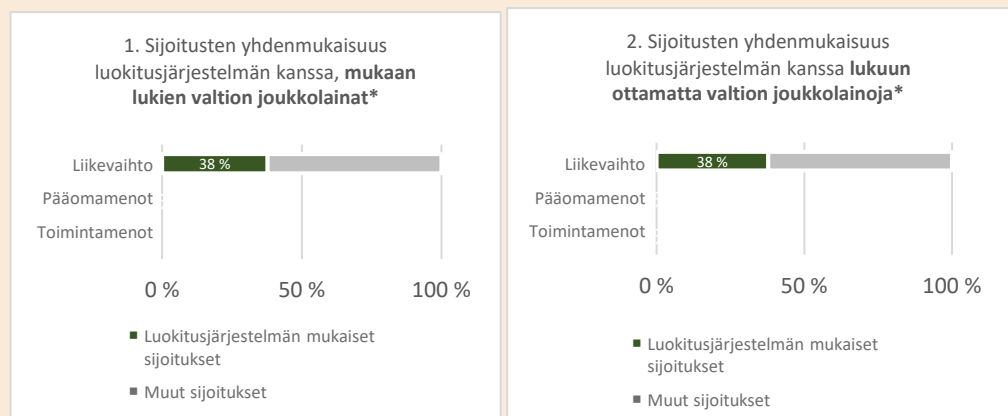 1. Sijoitusten yhdenmukaisuus
luokitusjärjestelmän kanssa, mukaan
lukien valtion joukkolainat*
Liikevaihto
38 %
Pääomamenot
Toimintamenot
0 %
50 %
100 %
Luokitusjärjestelmän mukaiset
sijoitukset
Muut sijoitukset
2. Sijoitusten yhdenmukaisuus
luokitusjärjestelmän kanssa lukuun
ottamatta valtion joukkolainoja*
Liikevaihto
38 %
Pääomamenot
Toimintamenot
0 %
50 %
100 %
Luokitusjärjestelmän mukaiset
sijoitukset
Muut sijoitukset